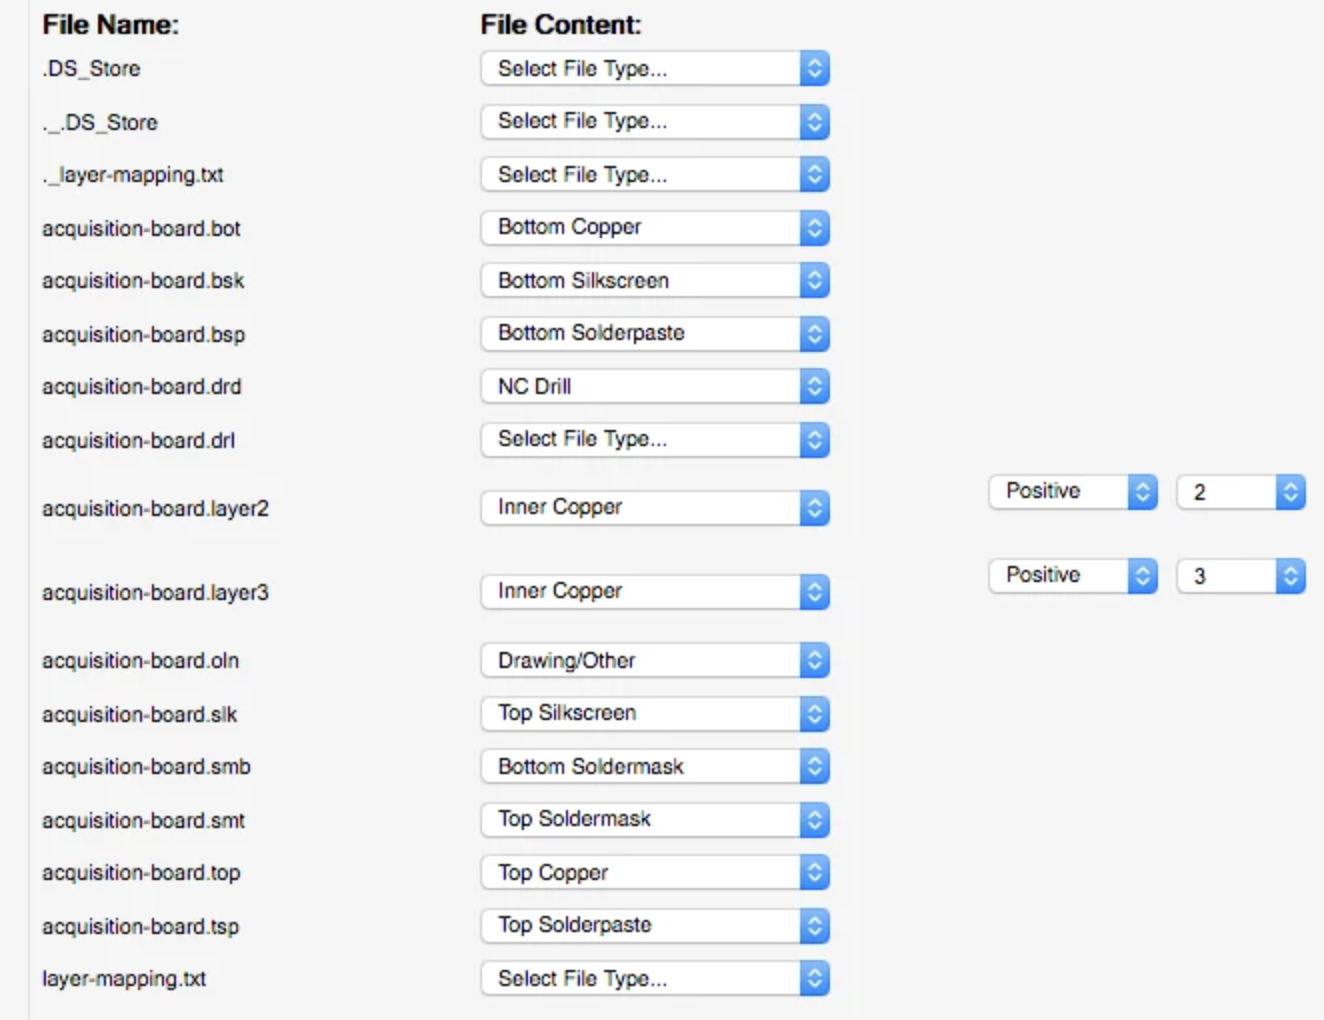 File Name: File Content:
.DS_Store Select File Type...
._.DS_Store Select File Type...
._layer-mapping.txt Select File Type...
acquisition-board.bot Bottom Copper
acquisition-board.bsk Bottom Silkscreen
acquisition-board.bsp Bottom Solderpaste
acquisition-board.drd NC Drill
acquisition-board.drl Select File Type...
acquisition-board.layer2 Inner Copper Positive 2
acquisition-board.layer3 Inner Copper Positive 3
acquisition-board.oln Drawing/Other
acquisition-board.slk Top Silkscreen
acquisition-board.smb Bottom Soldermask
acquisition-board.smt Top Soldermask
acquisition-board.top Top Copper
acquisition-board.tsp Top Solderpaste
layer-mapping.txt Select File Type...